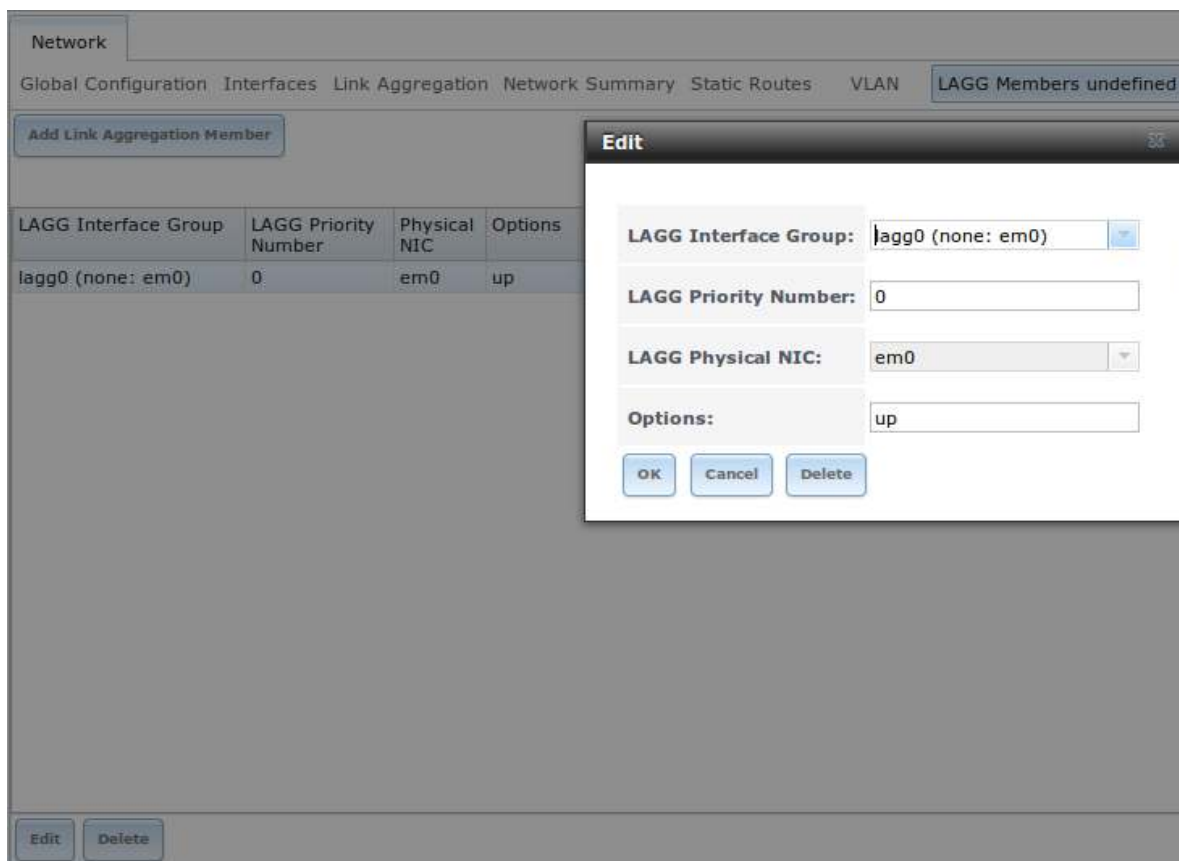 Network
Global Configuration Interfaces Link Aggregation Network Summary Static Routes VLAN LAGG Members undefined
Add Link Aggregation Member
LAGG Interface Group LAGG Priority Number Physical NIC Options
lagg0 (none: em0) 0 em0 up
Edit
LAGG Interface Group: lagg0 (none: em0)
LAGG Priority Number: 0
LAGG Physical NIC: em0
Options: up
OK Cancel Delete
Edit Delete